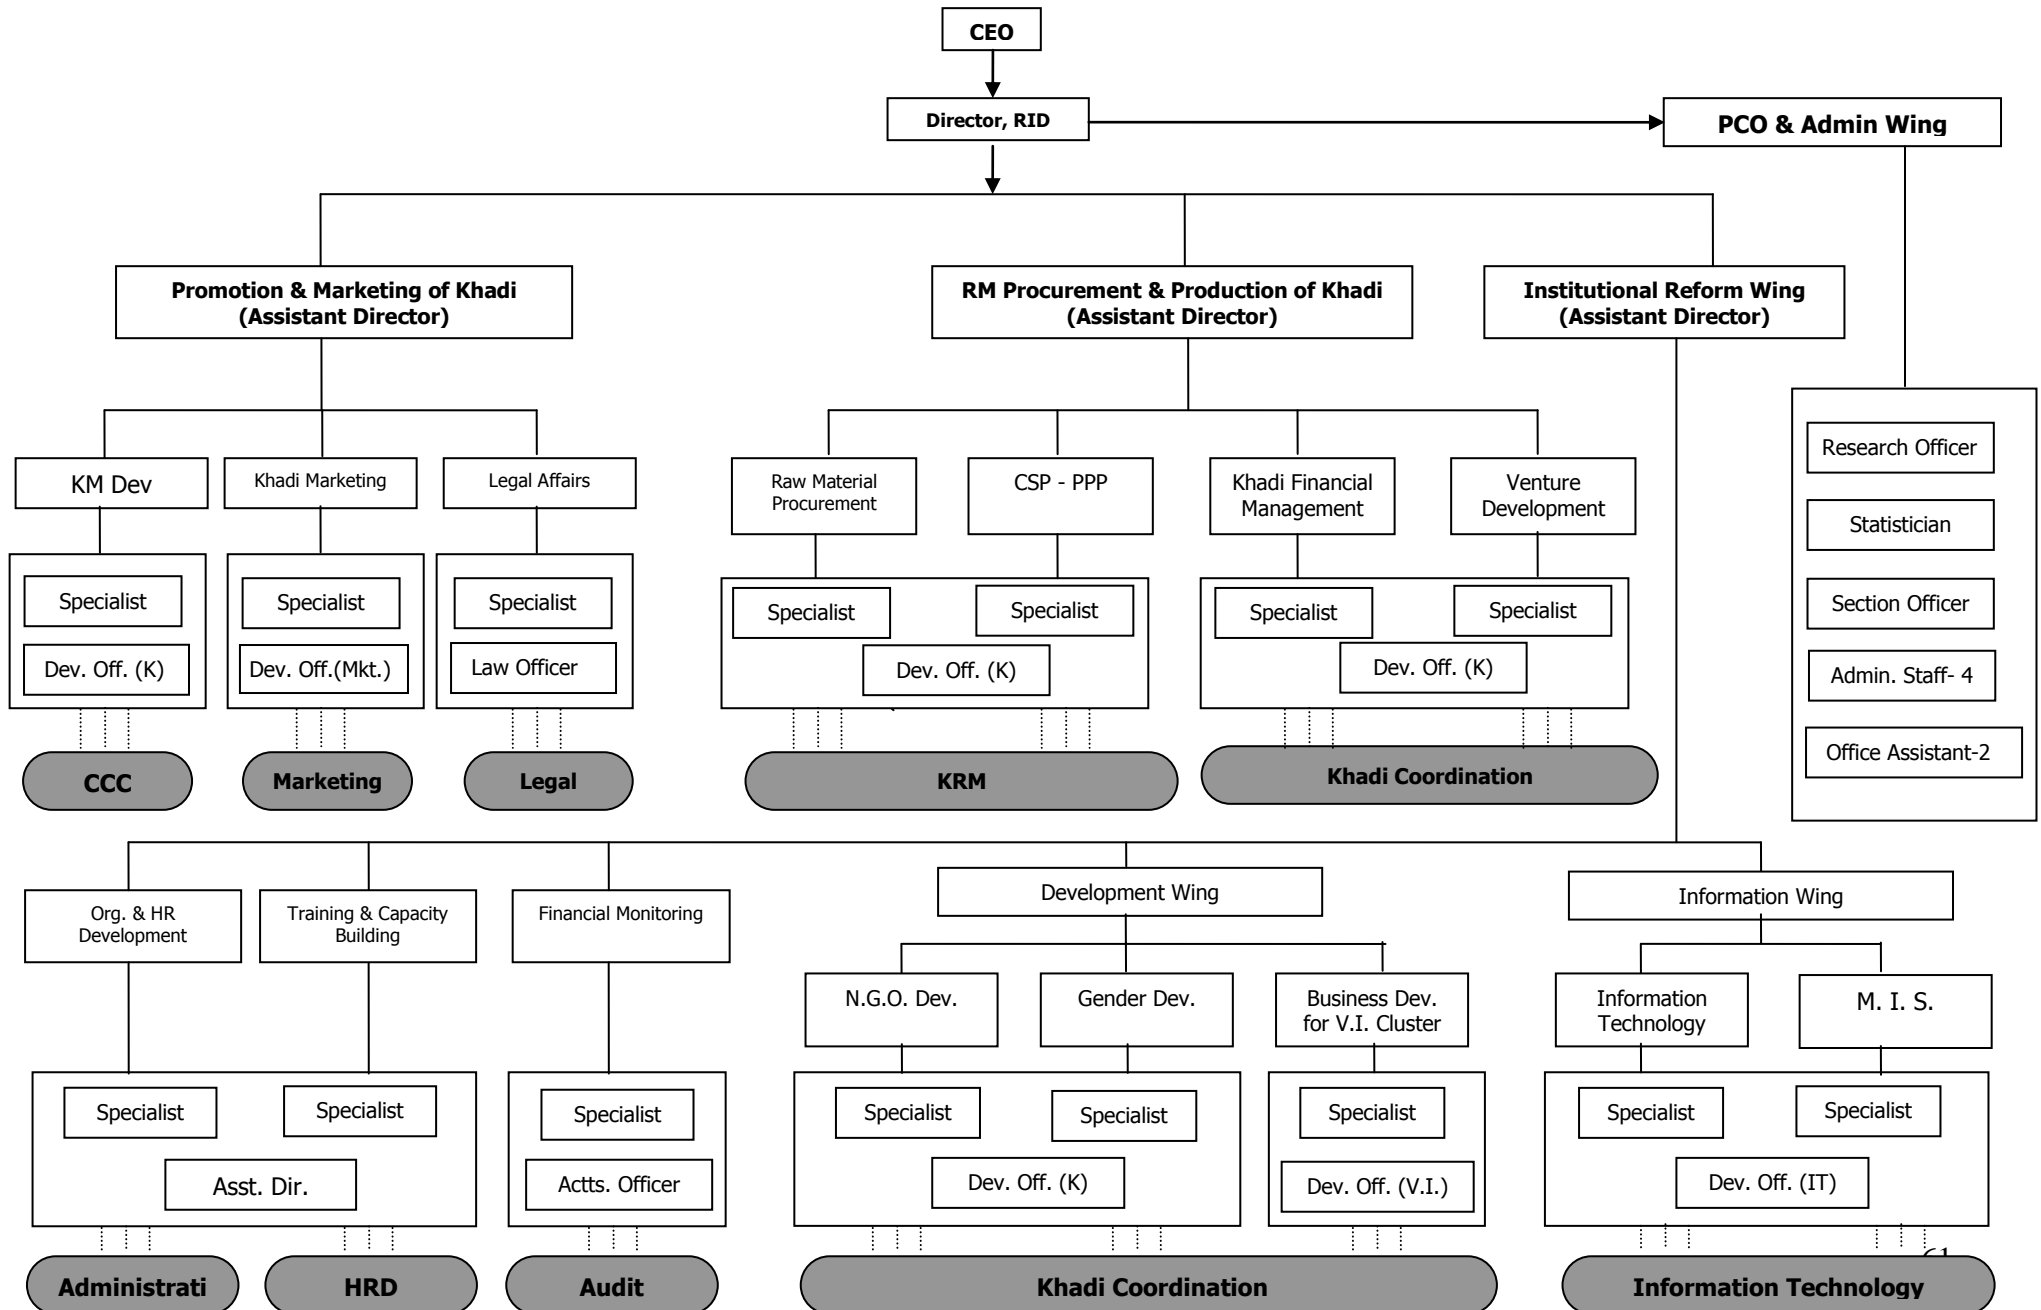 CEO
Director, RID
PCO & Admin Wing
Promotion & Marketing of Khadi
(Assistant Director)
RM Procurement & Production of Khadi
(Assistant Director)
Institutional Reform Wing
(Assistant Director)
KM Dev
Khadi Marketing
Legal Affairs
Raw Material
Procurement
CSP - PPP
Khadi Financial
Management
Venture
Development
Specialist
Dev. Off. (K)
Specialist
Dev. Off.(Mkt.)
Specialist
Law Officer
Specialist
Specialist
Dev. Off. (K)
Specialist
Specialist
Dev. Off. (K)
Research Officer
Statistician
Section Officer
Admin. Staff- 4
Office Assistant-2
CCC
Marketing
Legal
KRM
Khadi Coordination
Org. & HR
Development
Training & Capacity
Building
Financial Monitoring
Development Wing
Information Wing
N.G.O. Dev.
Gender Dev.
Business Dev.
for V.I. Cluster
Information
Technology
M. I. S.
Specialist
Specialist
Asst. Dir.
Specialist
Actts. Officer
Specialist
Specialist
Dev. Off. (K)
Specialist
Dev. Off. (V.I.)
Specialist
Specialist
Dev. Off. (IT)
Administrati
HRD
Audit
Khadi Coordination
Information Technology